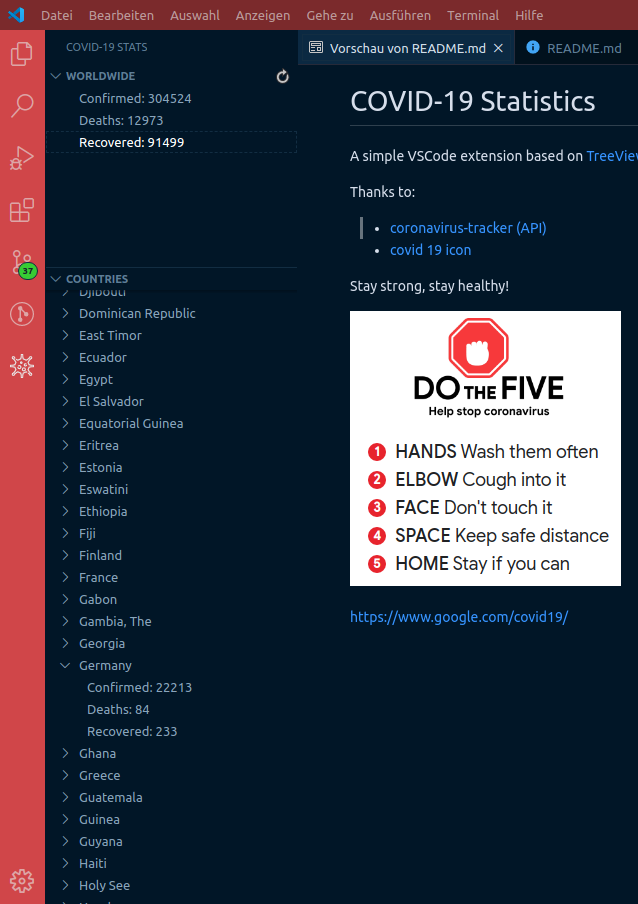 Datei Bearbeiten Auswahl Anzeigen Gehe zu Ausführen Terminal Hilfe
COVID-19 STATS
WORLDWIDE
Confirmed: 304524
Deaths: 12973
Recovered: 91499
COUNTRIES
Djibouti
Dominican Republic
East Timor
Ecuador
Egypt
El Salvador
Equatorial Guinea
Eritrea
Estonia
Eswatini
Ethiopia
Fiji
Finland
France
Gabon
Gambia, The
Georgia
Germany
Confirmed: 22213
Deaths: 84
Recovered: 233
Ghana
Greece
Guatemala
Guinea
Guyana
Haiti
Holy See
37
Vorschau von README.md
README.md
COVID-19 Statistics
A simple VSCode extension based on TreeView
Thanks to:
• coronavirus-tracker (API)
• covid 19 icon
Stay strong, stay healthy!
DO THE FIVE
Help stop coronavirus
1 HANDS Wash them often
2 ELBOW Cough into it
3 FACE Don't touch it
4 SPACE Keep safe distance
5 HOME Stay if you can
https://www.google.com/covid19/